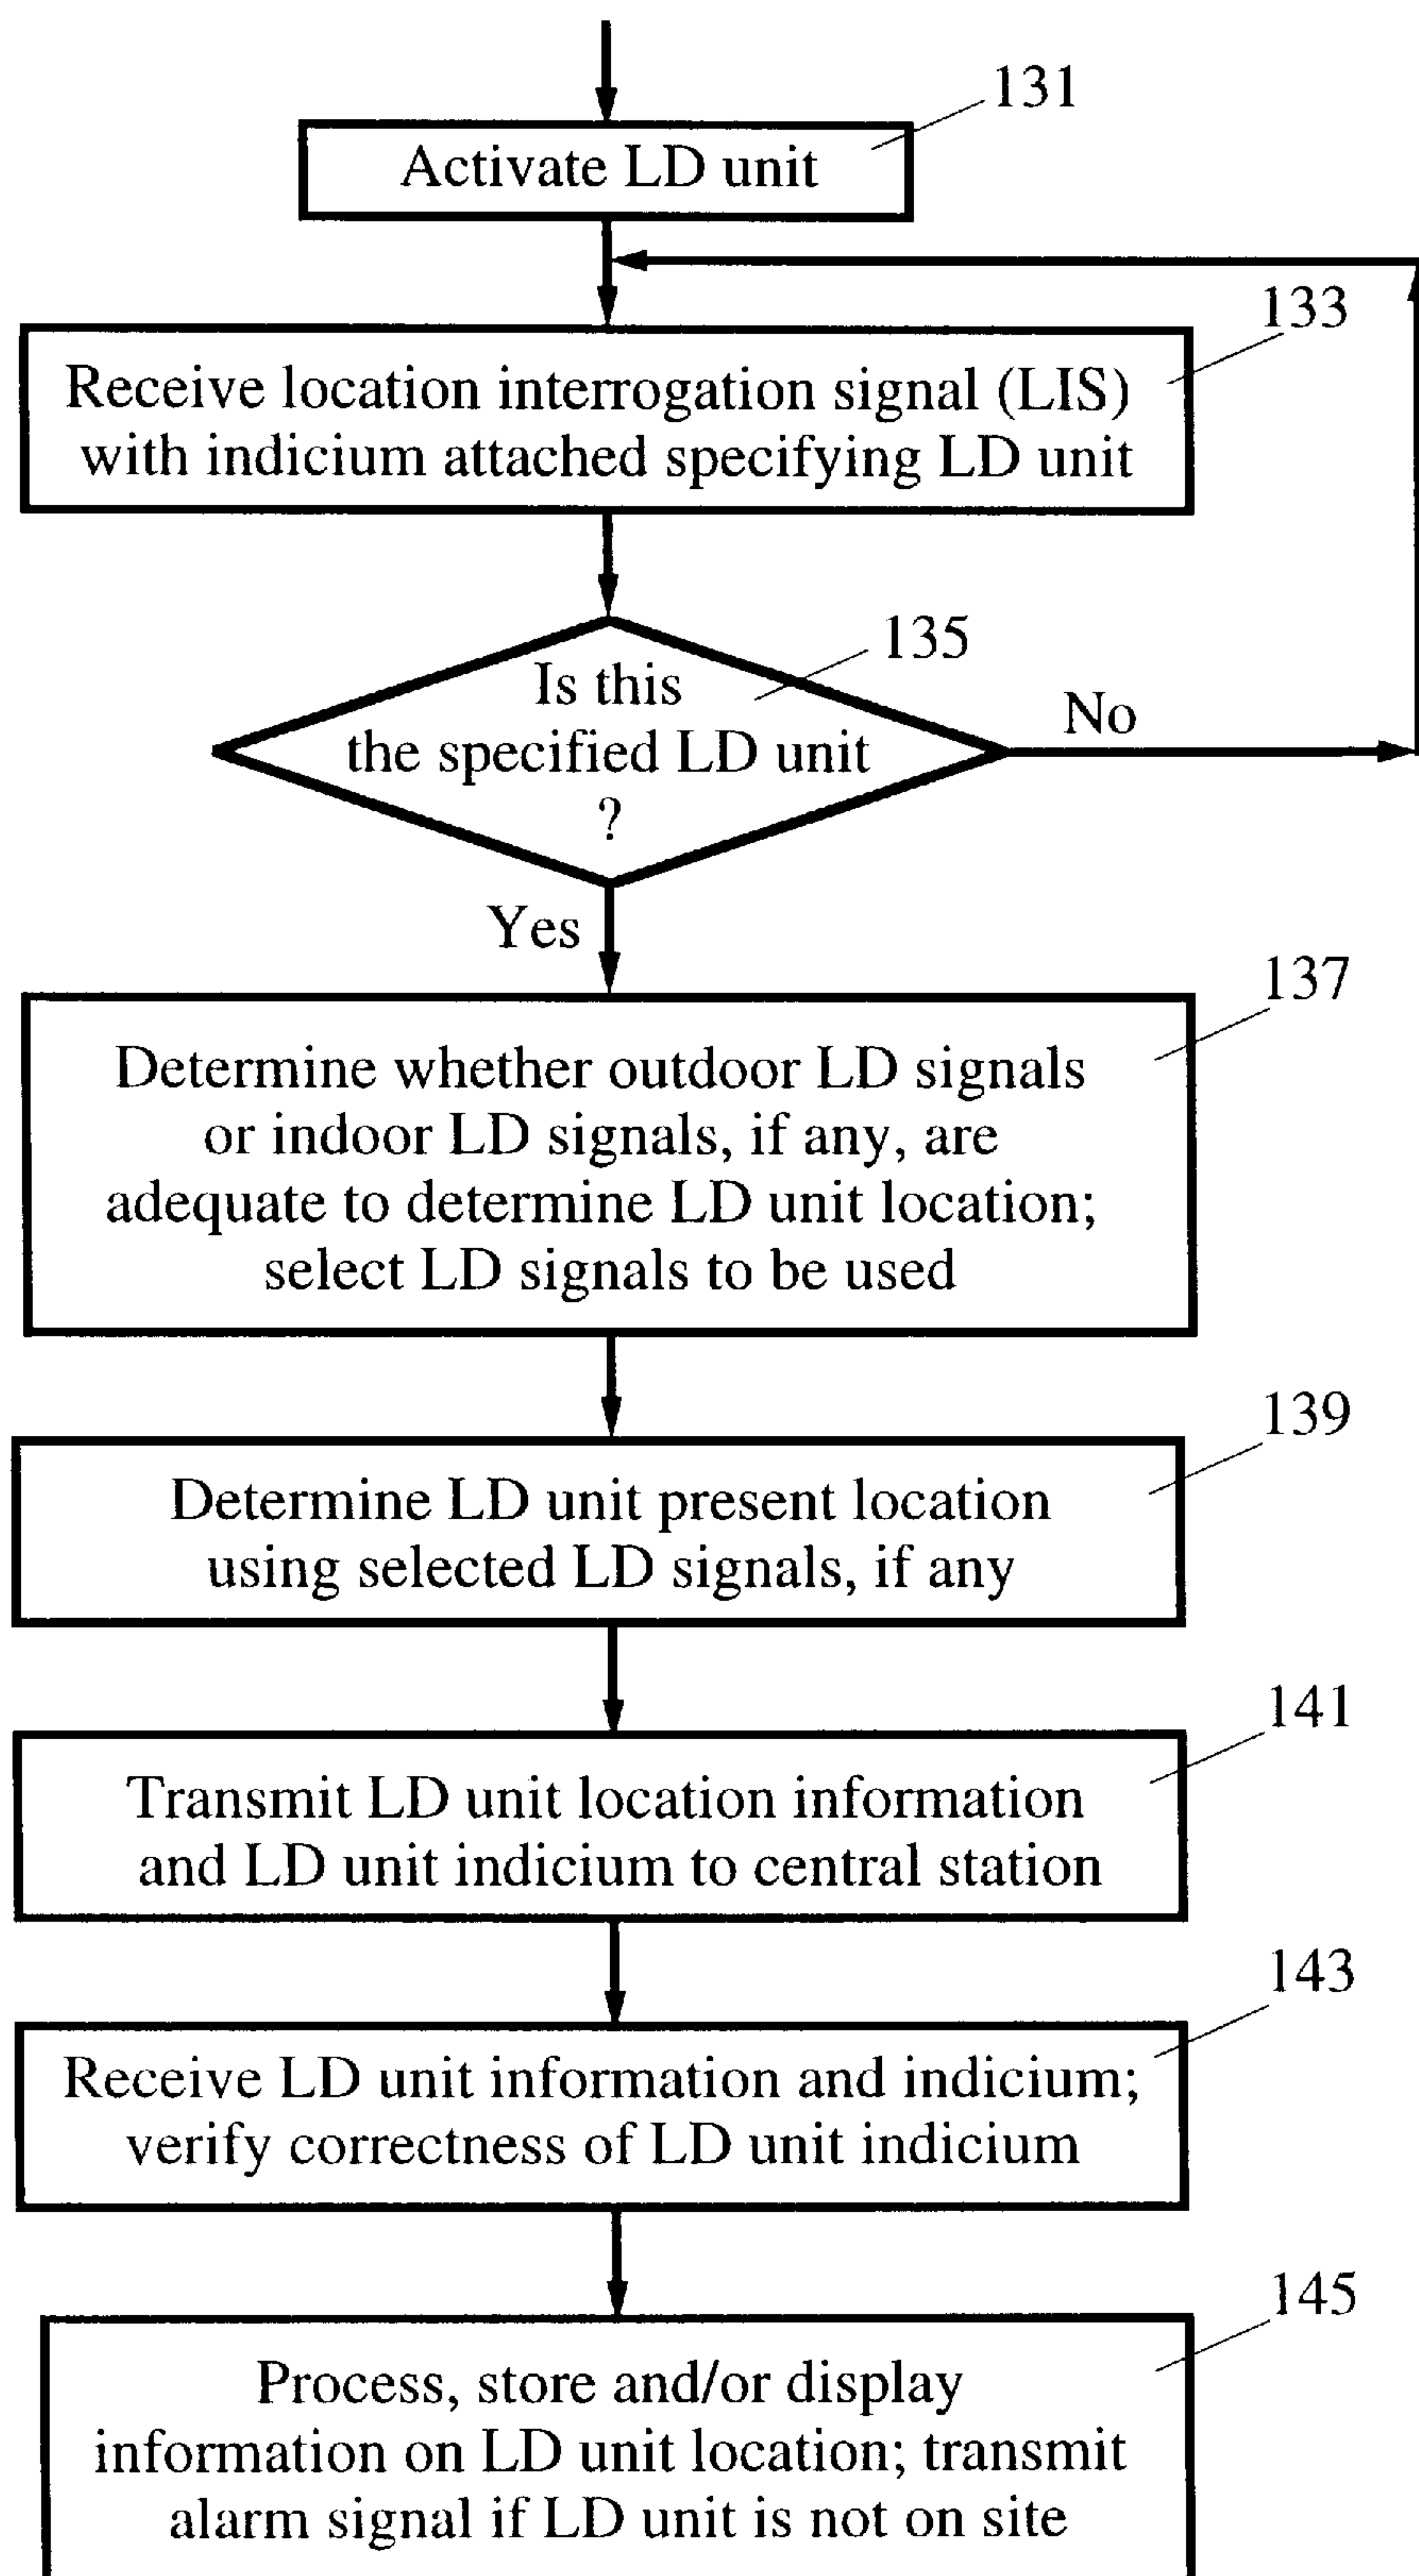 131
Activate LD unit
133
Receive location interrogation signal (LIS)
with indicium attached specifying LD unit
135
Is this
the specified LD unit
?
No
Yes
137
Determine whether outdoor LD signals
or indoor LD signals, if any, are
adequate to determine LD unit location;
select LD signals to be used
139
Determine LD unit present location
using selected LD signals, if any
141
Transmit LD unit location information
and LD unit indicium to central station
143
Receive LD unit information and indicium;
verify correctness of LD unit indicium
145
Process, store and/or display
information on LD unit location; transmit
alarm signal if LD unit is not on site